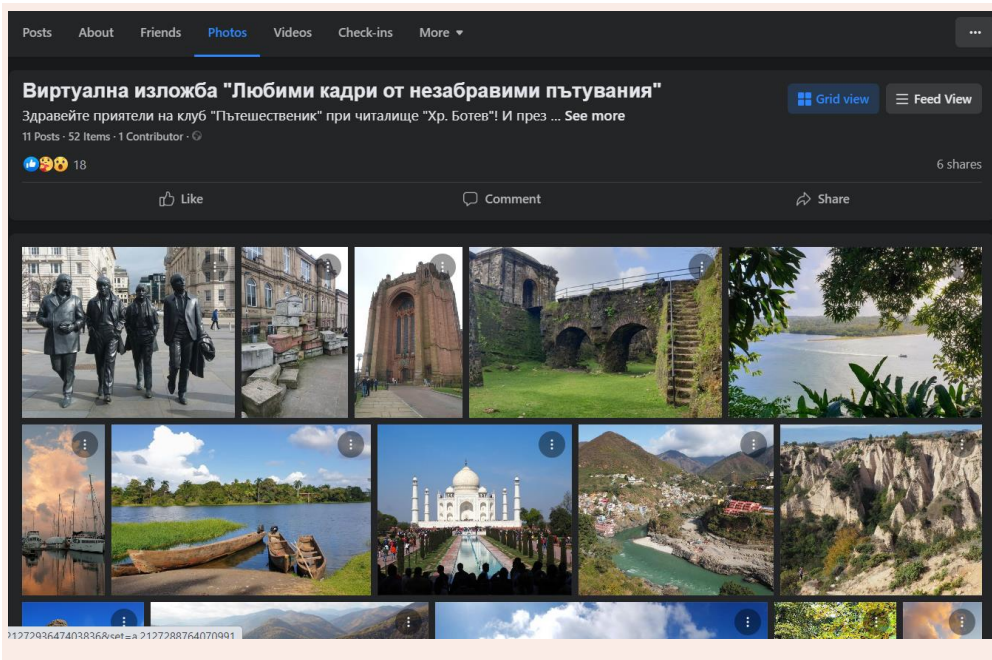 Posts About Friends Photos Videos Check-ins More
Виртуална изложба "Любими кадри от незабравими пътувания"
Grid view Feed View
Здравейте приятели на клуб "Пътешественик" при читалище "Хр. Ботев"! И през ... See more
11 Posts · 52 Items · 1 Contributor ·
18
6 shares
Like Comment Share
2127293647403836&set=a.2127288764070991